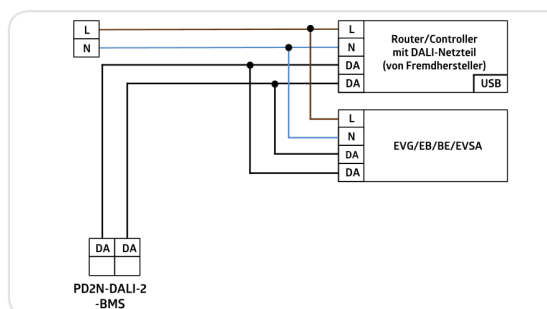 L
N
L
N
DA
DA
Router/Controller
mit DALI-Netzteil
(von Fremdhersteller)
USB
L
N
DA
DA
EVG/EB/BE/EVSA
DA DA
PD2N-DALI-2
-BMS